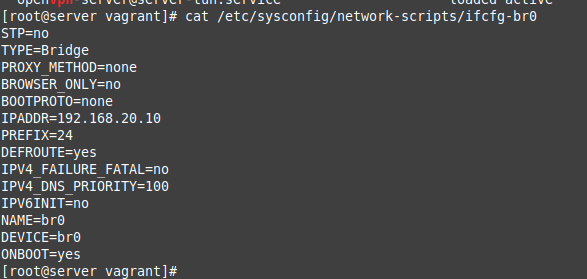 openvpn-server@server-tun.service loaded active
[root@server vagrant]# cat /etc/sysconfig/network-scripts/ifcfg-br0
STP=no
TYPE=Bridge
PROXY_METHOD=none
BROWSER_ONLY=no
BOOTPROTO=none
IPADDR=192.168.20.10
PREFIX=24
DEFROUTE=yes
IPV4_FAILURE_FATAL=no
IPV4_DNS_PRIORITY=100
IPV6INIT=no
NAME=br0
DEVICE=br0
ONBOOT=yes
[root@server vagrant]#